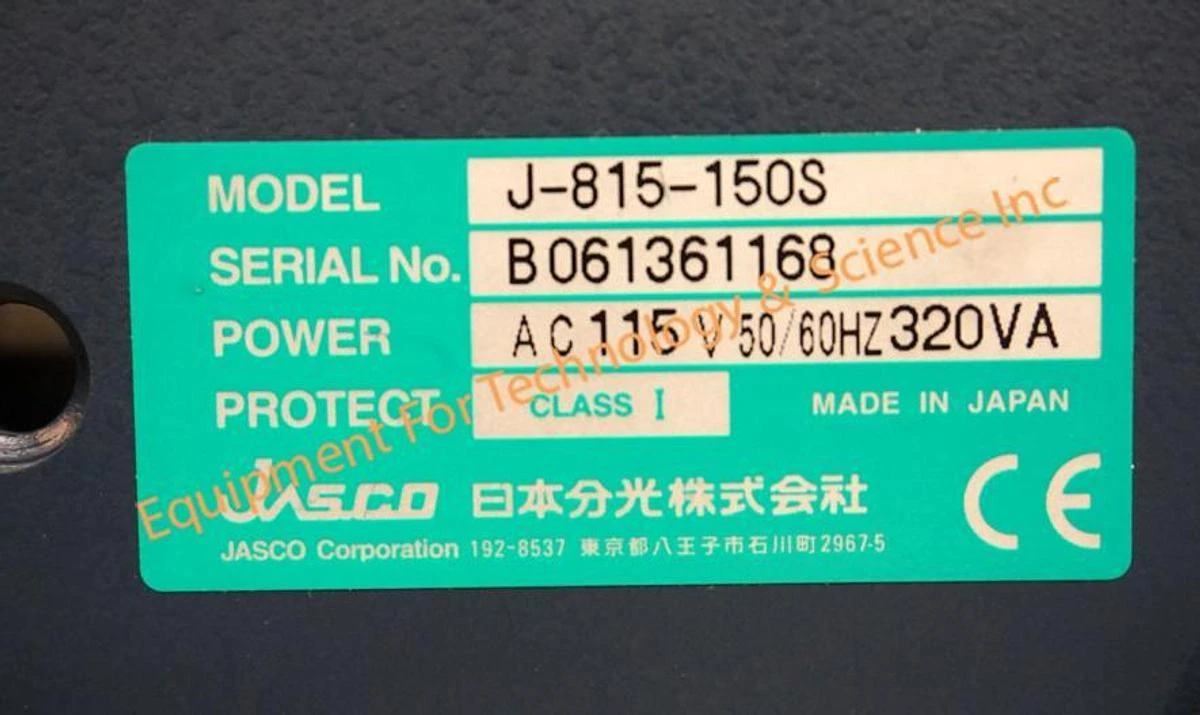 MODEL J-815-150S
SERIAL No. B061361168
POWER AC 115 V 50/60HZ 320VA
PROTECT CLASS I MADE IN JAPAN
JASCO 日本分光株式会社
JASCO Corporation 192-8537 東京都八王子市石川町2967-5
CE
Equipment For Technology & Science Inc